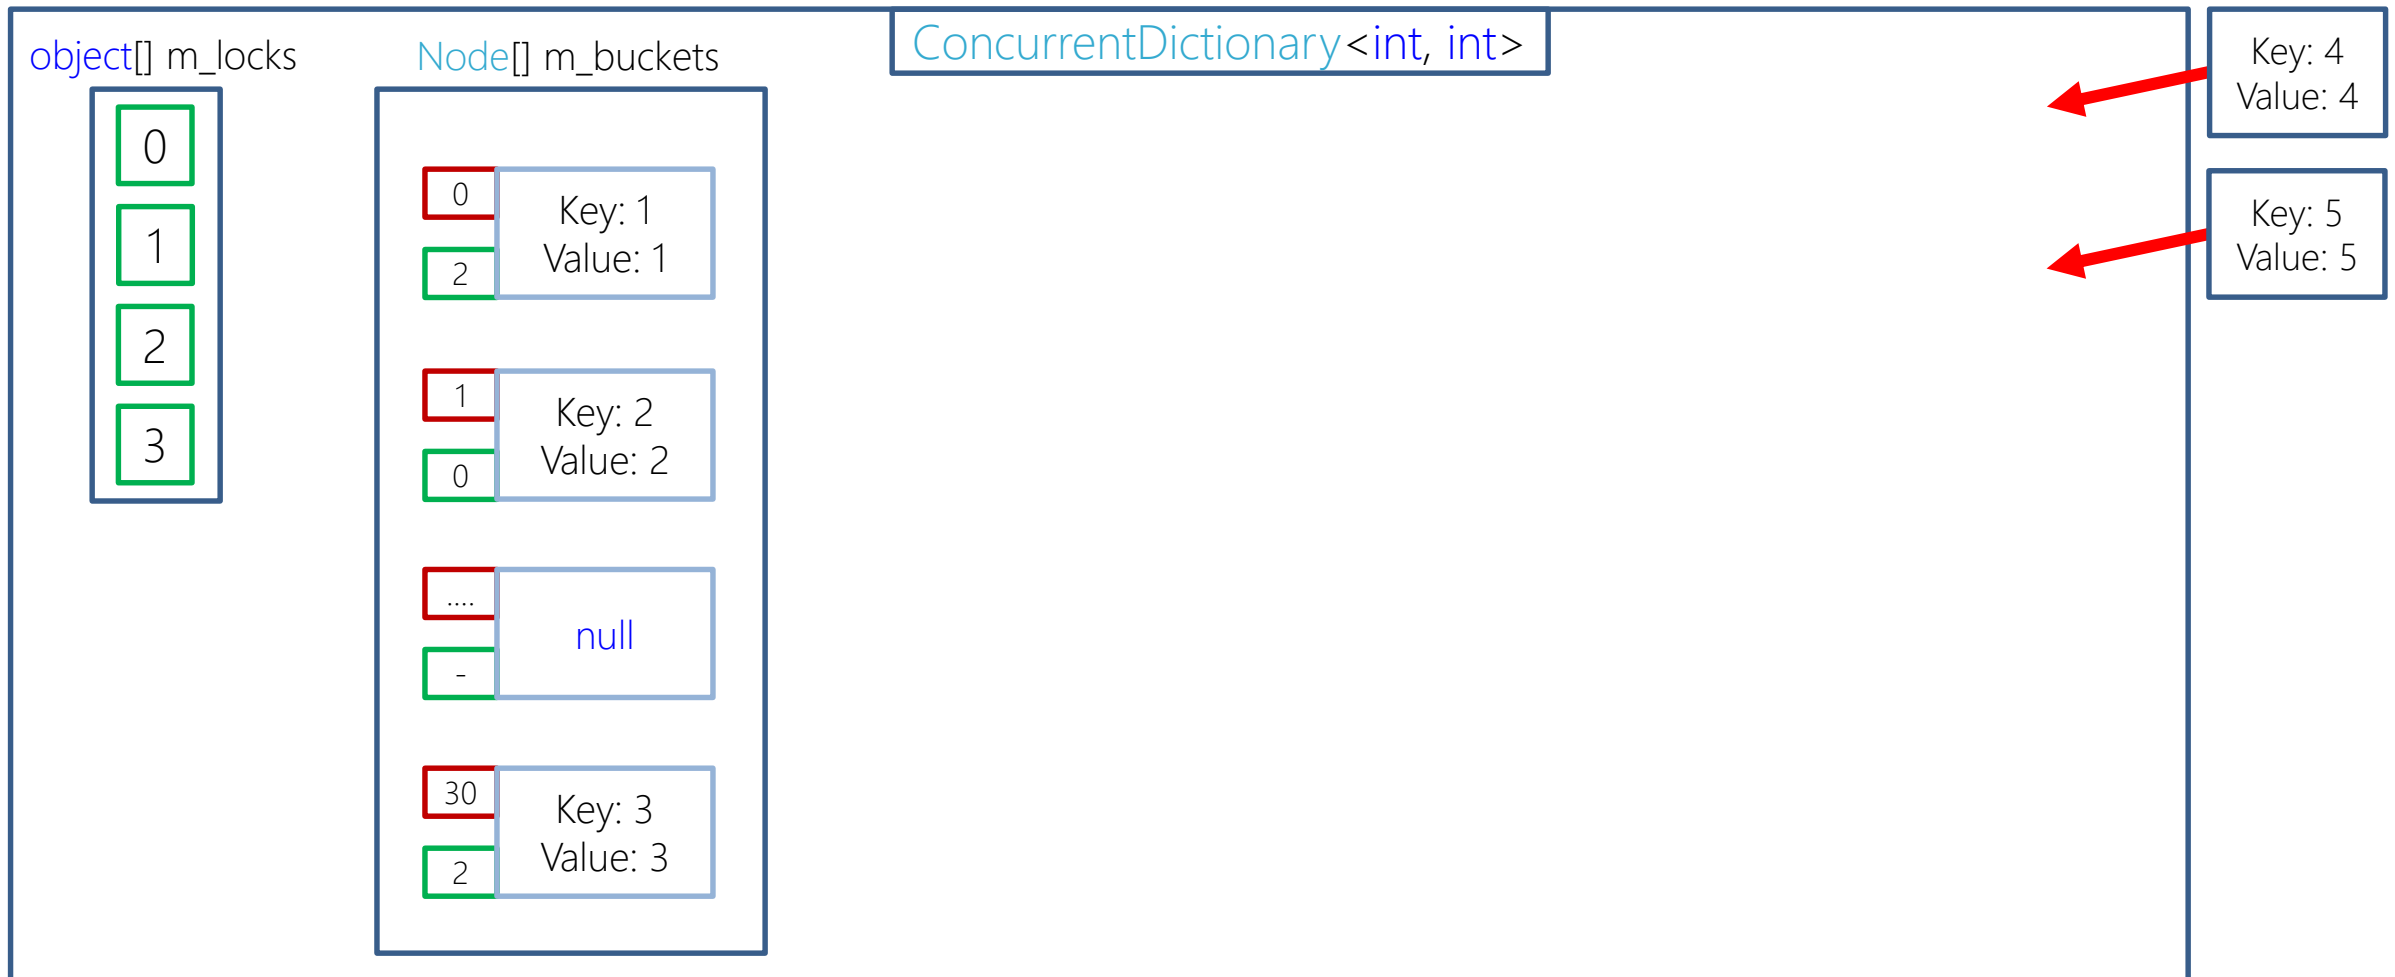 ConcurrentDictionary<int, int>
object[] m_locks
0
1
2
3
Node[] m_buckets
0
2
Key: 1
Value: 1
1
0
Key: 2
Value: 2
....
-
null
30
2
Key: 3
Value: 3
Key: 4
Value: 4
Key: 5
Value: 5